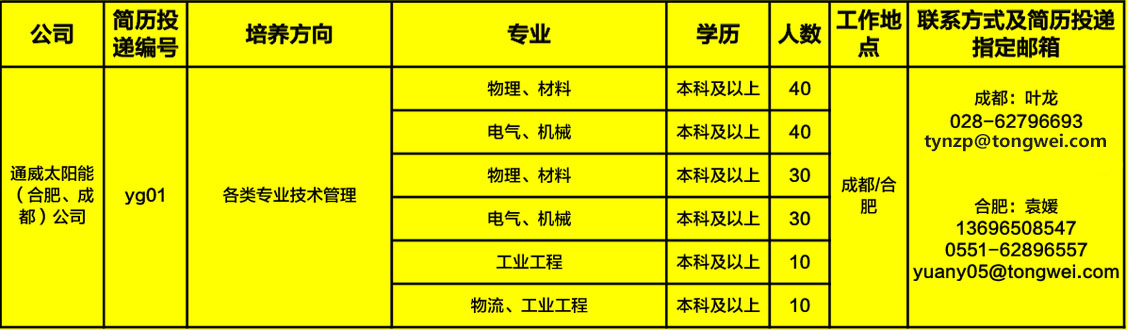 公司
简历投
递编号
培养方向
专业
学历
人数
工作地
点
联系方式及简历投递
指定邮箱
通威太阳能
（合肥、成
都）公司
yg01
各类专业技术管理
物理、材料
本科及以上
40
电气、机械
本科及以上
40
物理、材料
本科及以上
30
电气、机械
本科及以上
30
工业工程
本科及以上
10
物流、工业工程
本科及以上
10
成都/合
肥
成都：叶龙
028-62796693
tynzp@tongwei.com
合肥：袁媛
13696508547
0551-62896557
yuany05@tongwei.com